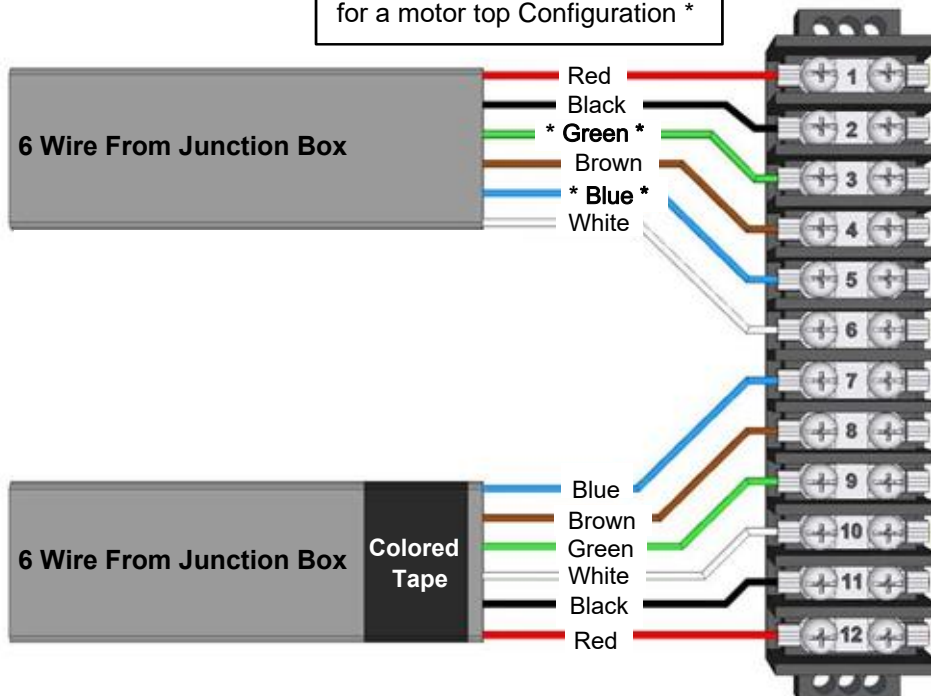 for a motor top Configuration *
6 Wire From Junction Box
Red
Black
* Green *
Brown
* Blue *
White
1
2
3
4
5
6
7
8
9
10
11
12
6 Wire From Junction Box
Colored
Tape
Blue
Brown
Green
White
Black
Red